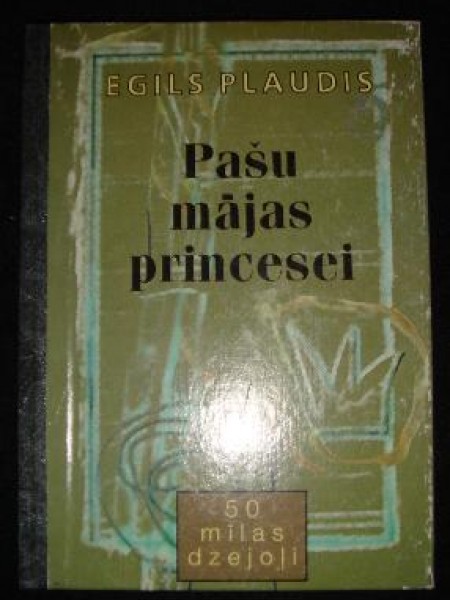 EGILS PLAUDIS
Pašu
mājas
princesei
50
mīlas
dzejoļi